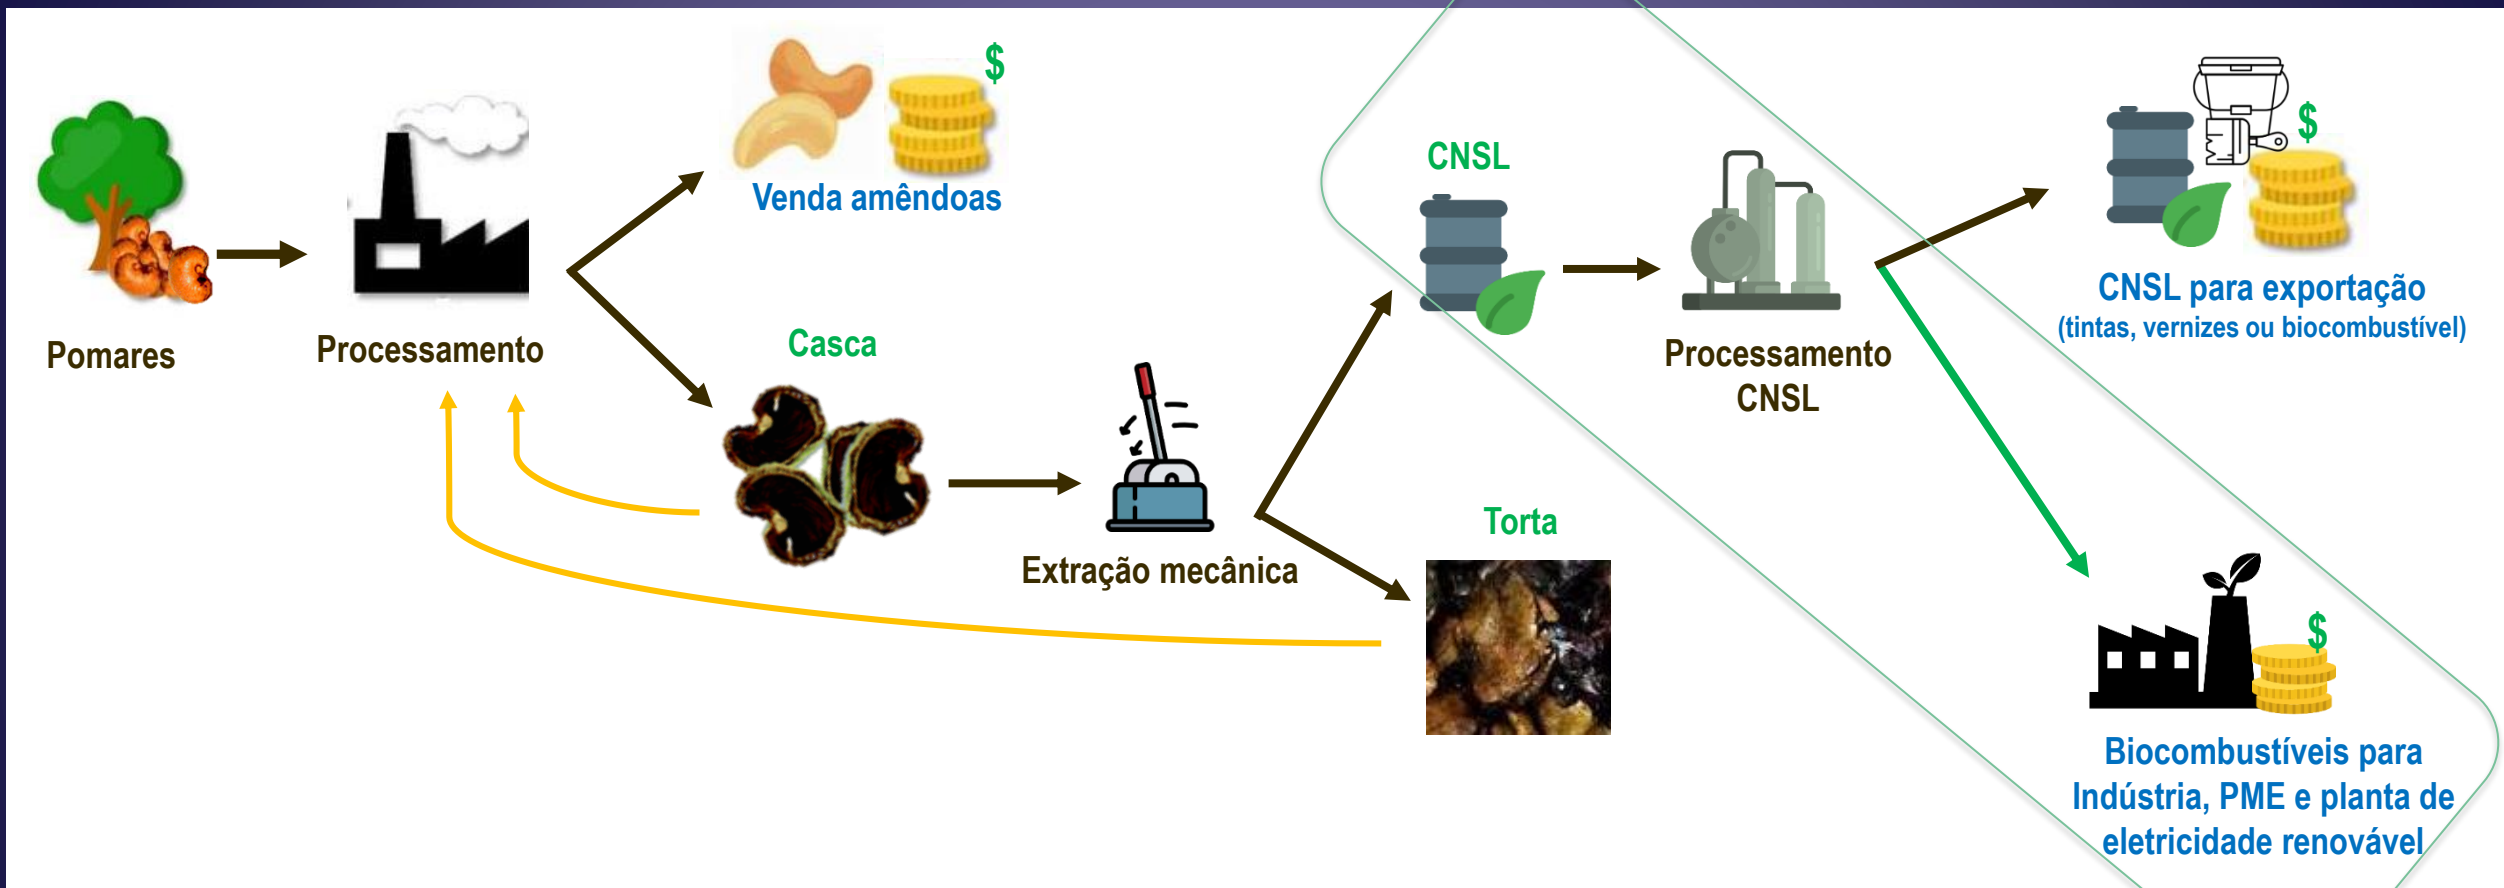 $
Venda amêndoas
Pomares
Processamento
Casca
Extração mecânica
CNSL
Torta
Processamento
CNSL
$
CNSL para exportação
(tintas, vernizes ou biocombustível)
$
Biocombustíveis para
Indústria, PME e planta de
eletricidade renovável